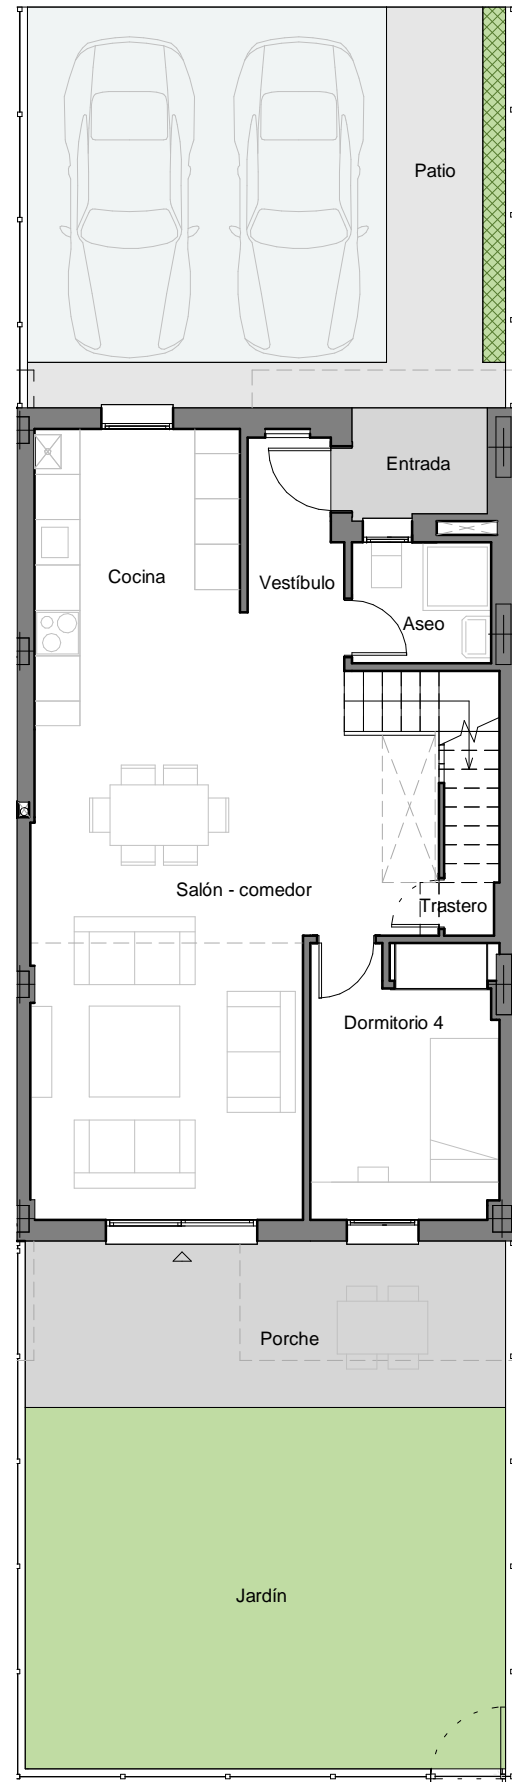 Patio
Entrada
Cocina
Vestíbulo
Aseo
Salón - comedor
Trastero
Dormitorio 4
Porche
Jardín